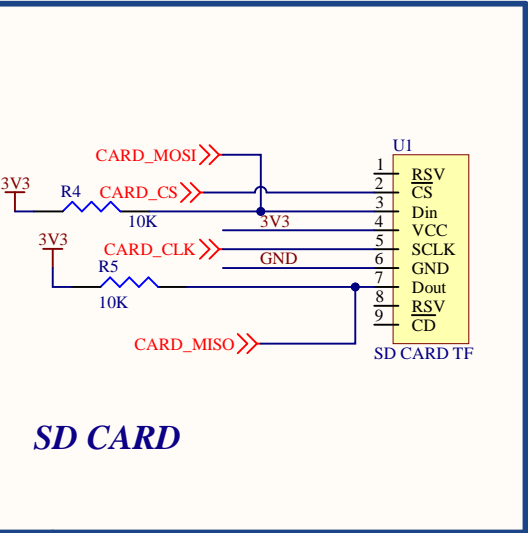 U1
CARD_MOSI
1 RSV
3V3 R4 CARD_CS 2 CS
10K 3 Din
3V3 4 VCC
3V3 CARD_CLK 5 SCLK
R5 GND 6 GND
7 Dout
10K 8 RSV
9 CD
CARD_MISO
SD CARD TF
SD CARD